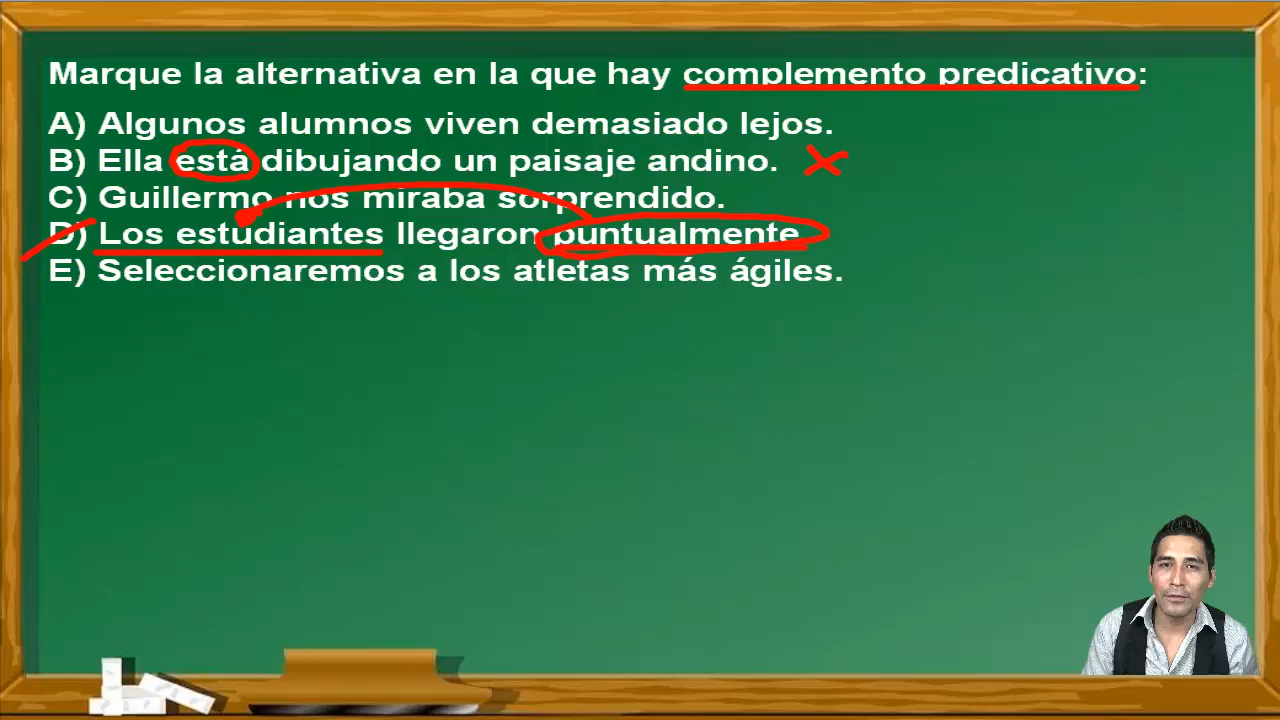 Marque la alternativa en la que hay complemento predicativo:
A) Algunos alumnos viven demasiado lejos.
B) Ella está dibujando un paisaje andino.
C) Guillermo nos miraba sorprendido.
D) Los estudiantes llegaron puntualmente
E) Seleccionaremos a los atletas más ágiles.